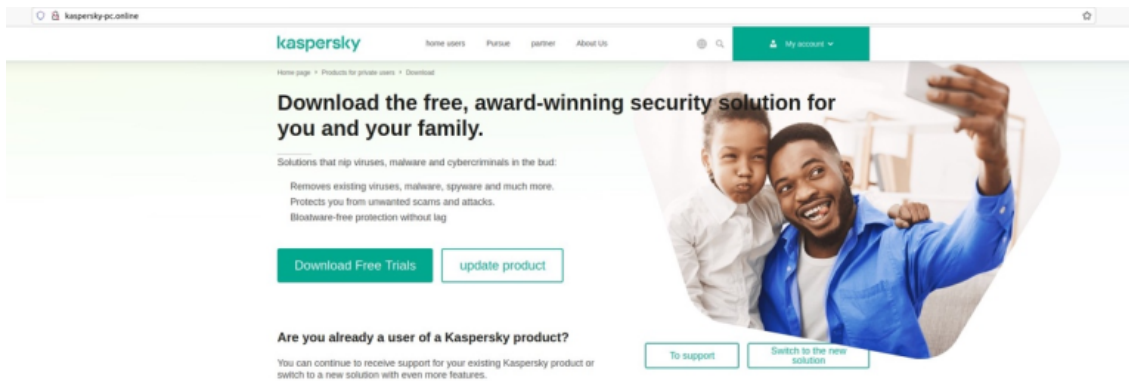 kaspersky-pc.online
kaspersky
home users Pursue partner About Us
My account
Home page Products for private users Download
Download the free, award-winning security solution for
you and your family.
Solutions that nip viruses, malware and cybercriminals in the bud:
Removes existing viruses, malware, spyware and much more.
Protects you from unwanted scams and attacks.
Bloatware-free protection without lag
Download Free Trials update product
Are you already a user of a Kaspersky product?
You can continue to receive support for your existing Kaspersky product or
switch to a new solution with even more features.
To support
Switch to the new
solution